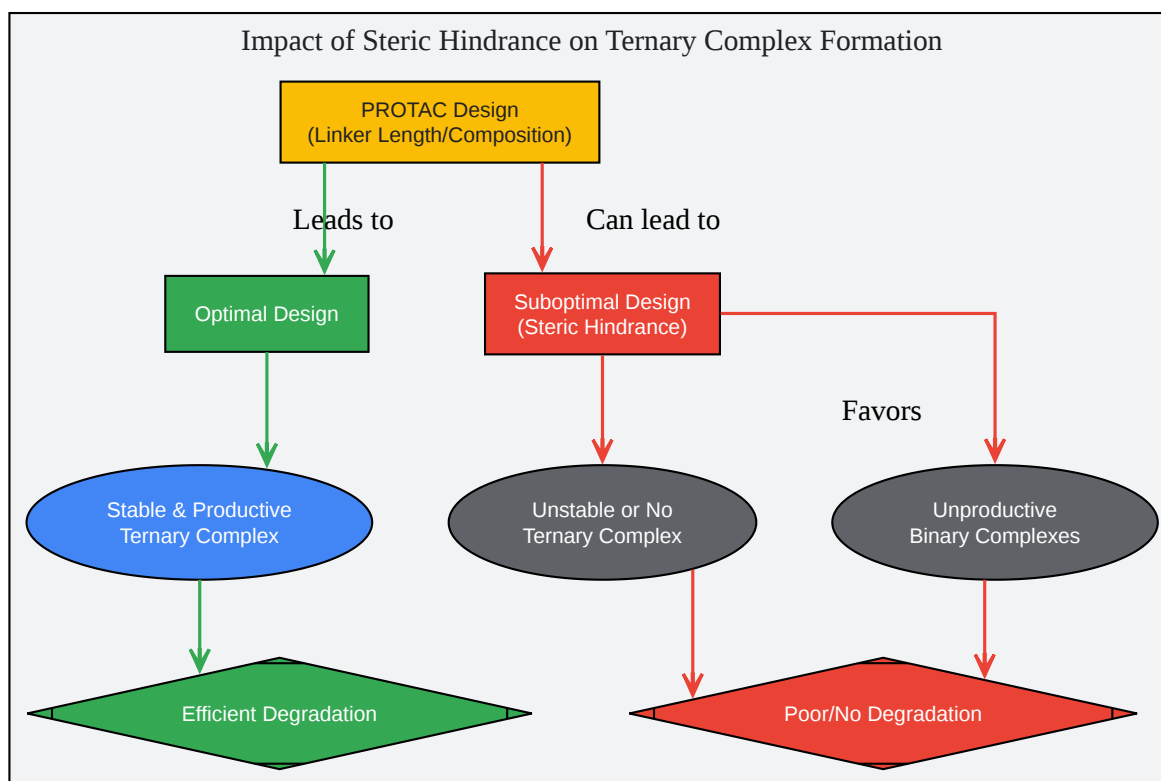 Impact of Steric Hindrance on Ternary Complex Formation
PROTAC Design
(Linker Length/Composition)
Leads to
Can lead to
Optimal Design
Suboptimal Design
(Steric Hindrance)
Favors
Stable & Productive
Ternary Complex
Unstable or No
Ternary Complex
Unproductive
Binary Complexes
Efficient Degradation
Poor/No Degradation